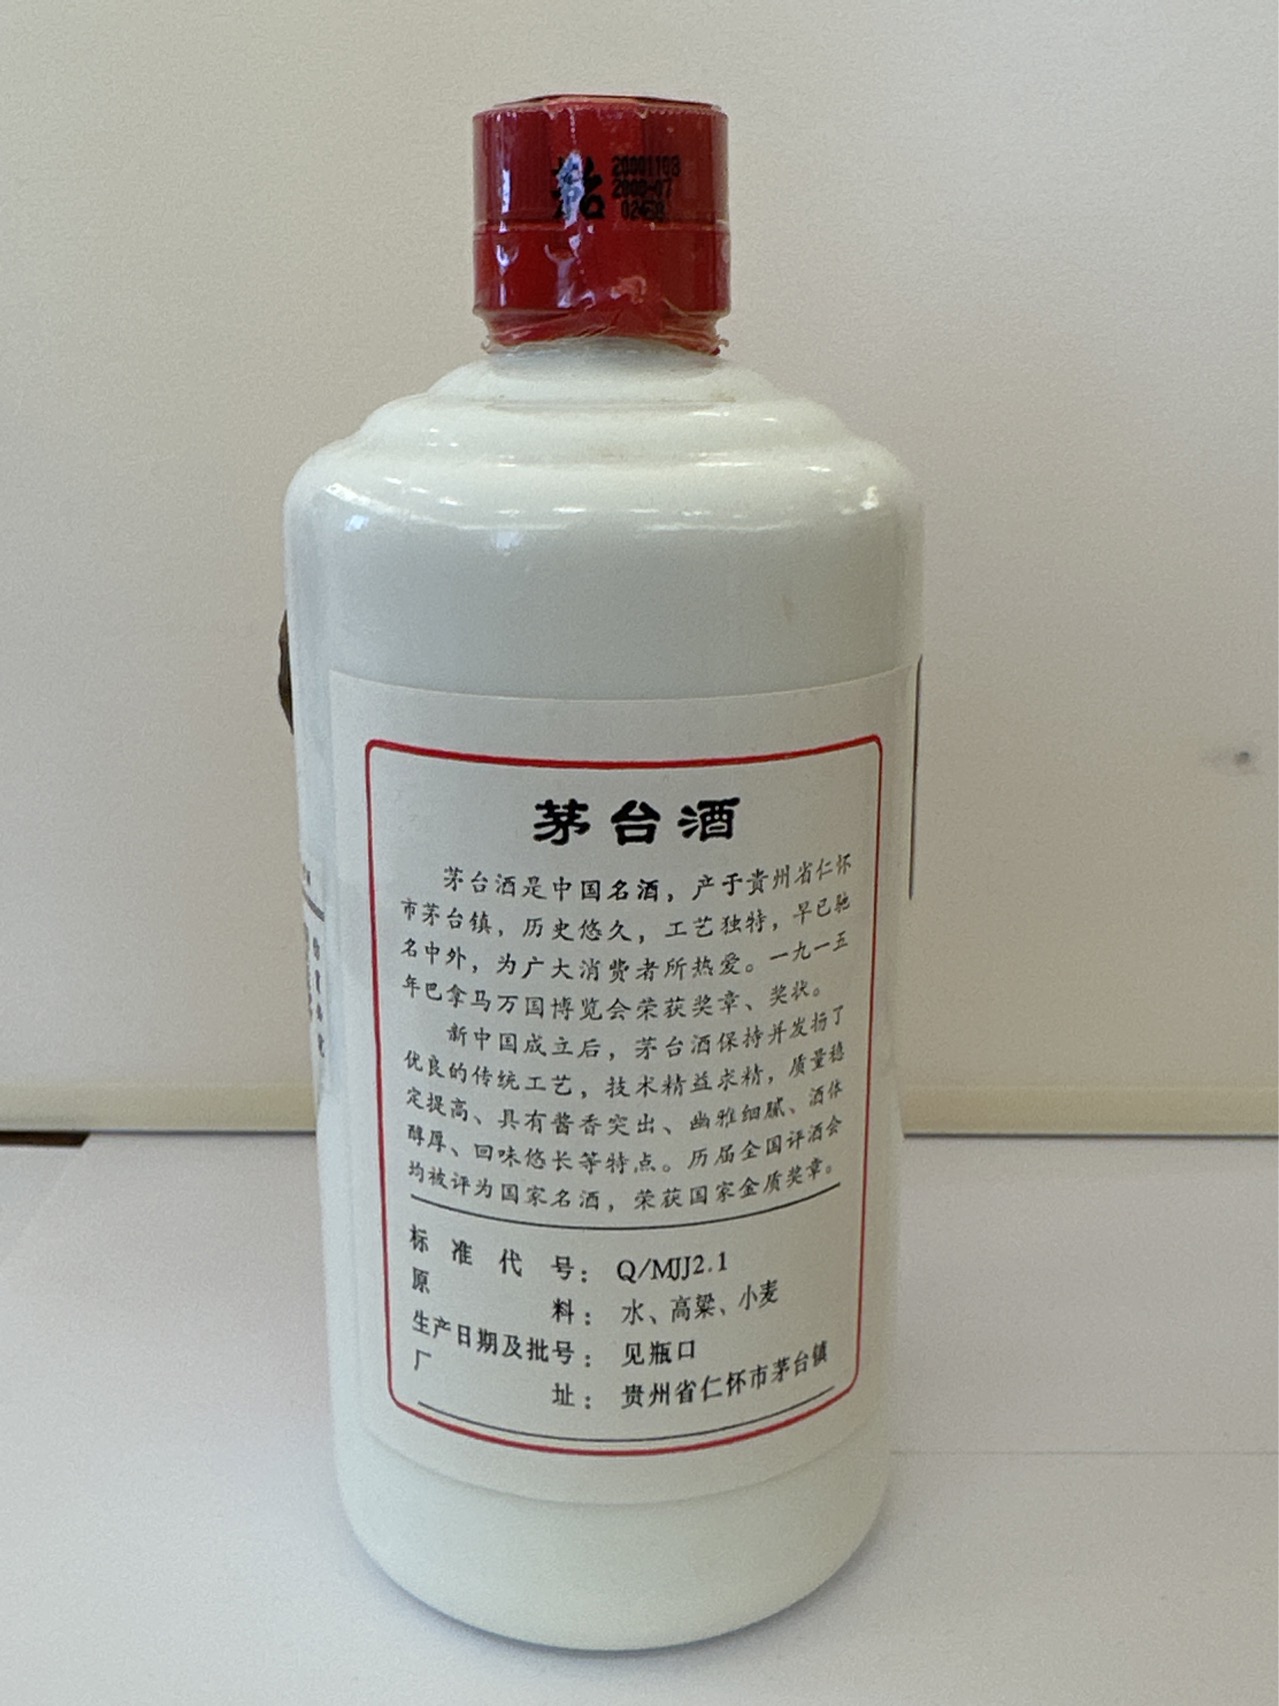 茅台
20001108
2000-07
茅台酒
茅台酒是中国名酒，产于贵州省仁怀
市茅台镇，历史悠久，工艺独特，早已驰
名中外，为广大消费者所热爱。一九一五
年巴拿马万国博览会荣获奖章、奖状。
新中国成立后，茅台酒保持并发扬了
优良的传统工艺，技术精益求精，质量稳
定提高、具有酱香突出、幽雅细腻、酒体
醇厚、回味悠长等特点。历届全国评酒会
均被评为国家名酒，荣获国家金质奖章。
标准代号：Q/MJJ2.1
原料：水、高粱、小麦
生产日期及批号：见瓶口
厂址：贵州省仁怀市茅台镇